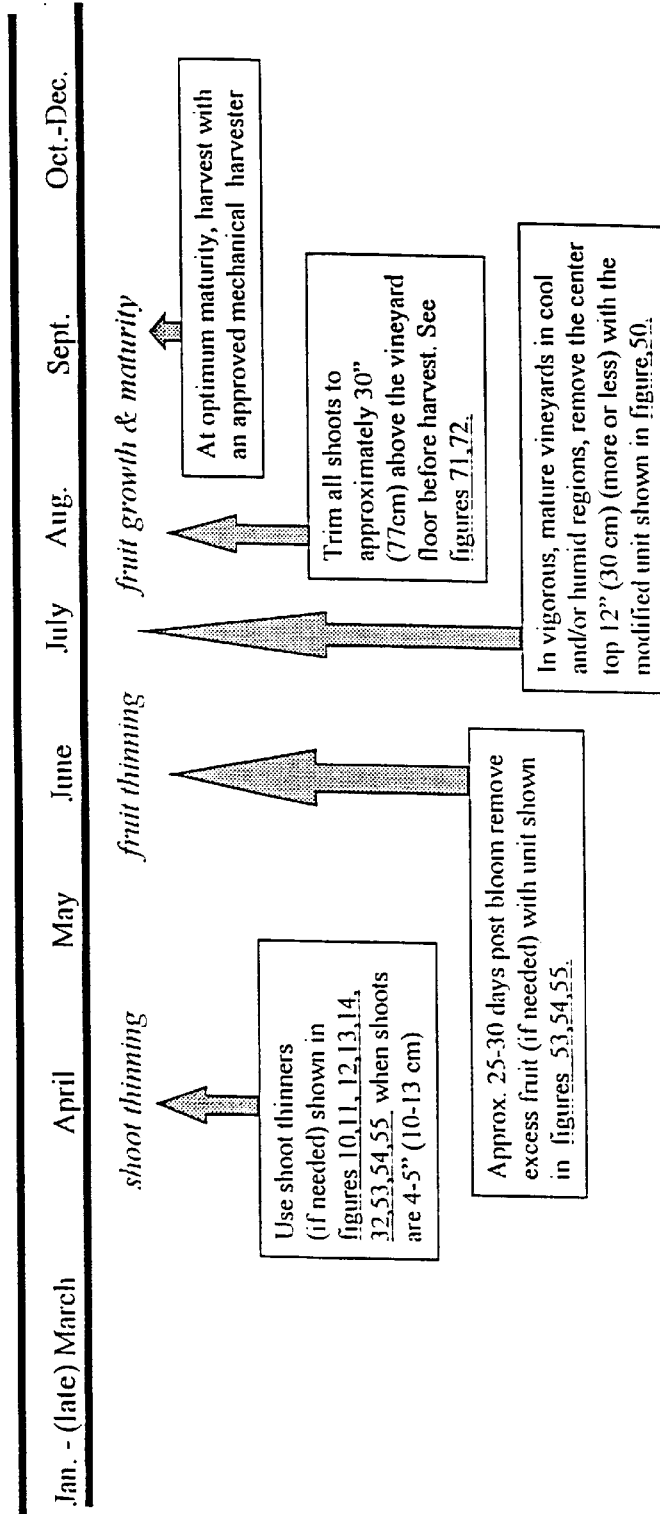 Jan. - (late) March April May June July Aug. Sept. Oct.-Dec.
shoot thinning fruit thinning fruit growth & maturity
Use shoot thinners
(if needed) shown in
figures 10,11, 12,13,14,
32,53,54,55 when shoots
are 4-5" (10-13 cm)
Approx. 25-30 days post bloom remove
excess fruit (if needed) with unit shown
in figures 53,54,55.
In vigorous, mature vineyards in cool
and/or humid regions, remove the center
top 12" (30 cm) (more or less) with the
modified unit shown in figure,50.
Trim all shoots to
approximately 30"
(77cm) above the vineyard
floor before harvest. See
figures 71,72.
At optimum maturity, harvest with
an approved mechanical harvester